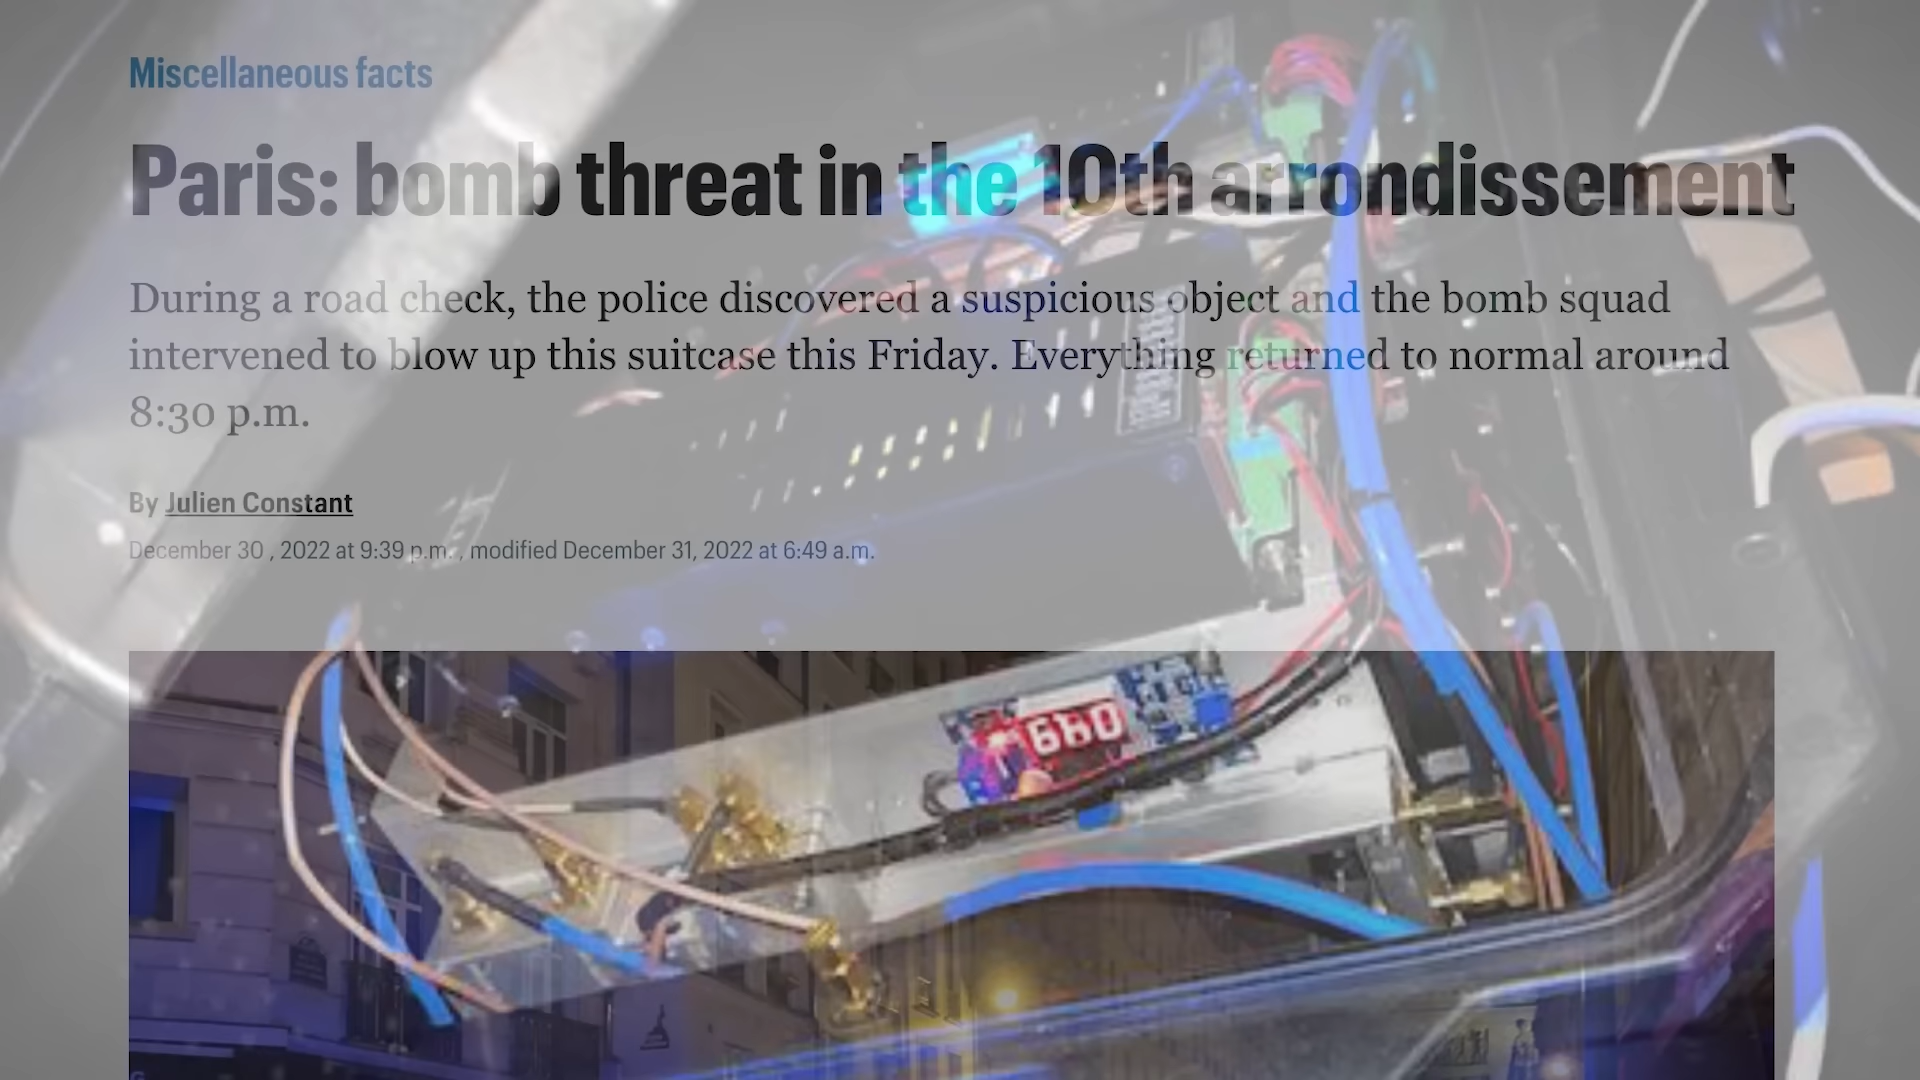 Miscellaneous facts
Paris: bomb threat in the 10th arrondissement
During a road check, the police discovered a suspicious object and the bomb squad
intervened to blow up this suitcase this Friday. Everything returned to normal around
8:30 p.m.
By Julien Constant
December 30 , 2022 at 9:39 p.m. , modified December 31, 2022 at 6:49 a.m.